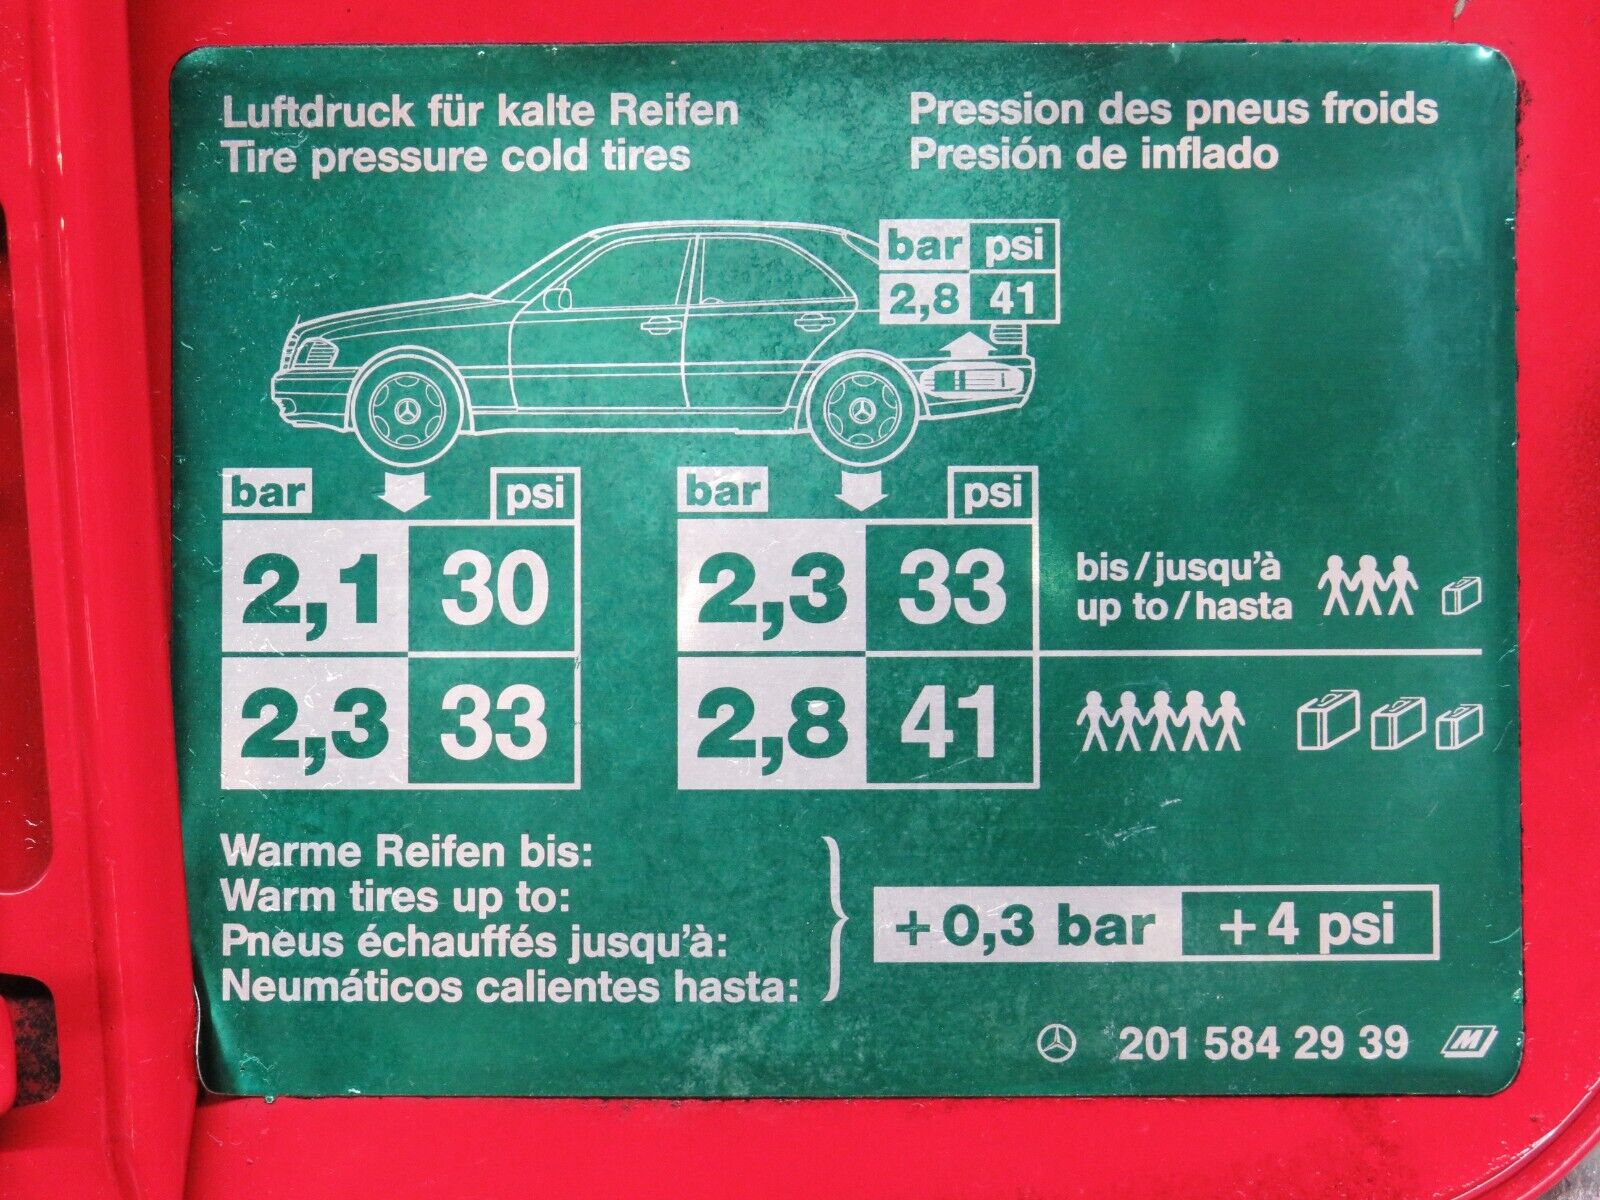 Luftdruck für kalte Reifen
Tire pressure cold tires
Pression des pneus froids
Presión de inflado
bar psi
2,8 41
bar psi
2,1 30
2,3 33
bar psi
2,3 33
2,8 41
bis/jusqu'à
up to/hasta
Warme Reifen bis:
Warm tires up to:
Pneus échauffés jusqu'à:
Neumáticos calientes hasta:
+0,3 bar +4 psi
201 584 29 39 M